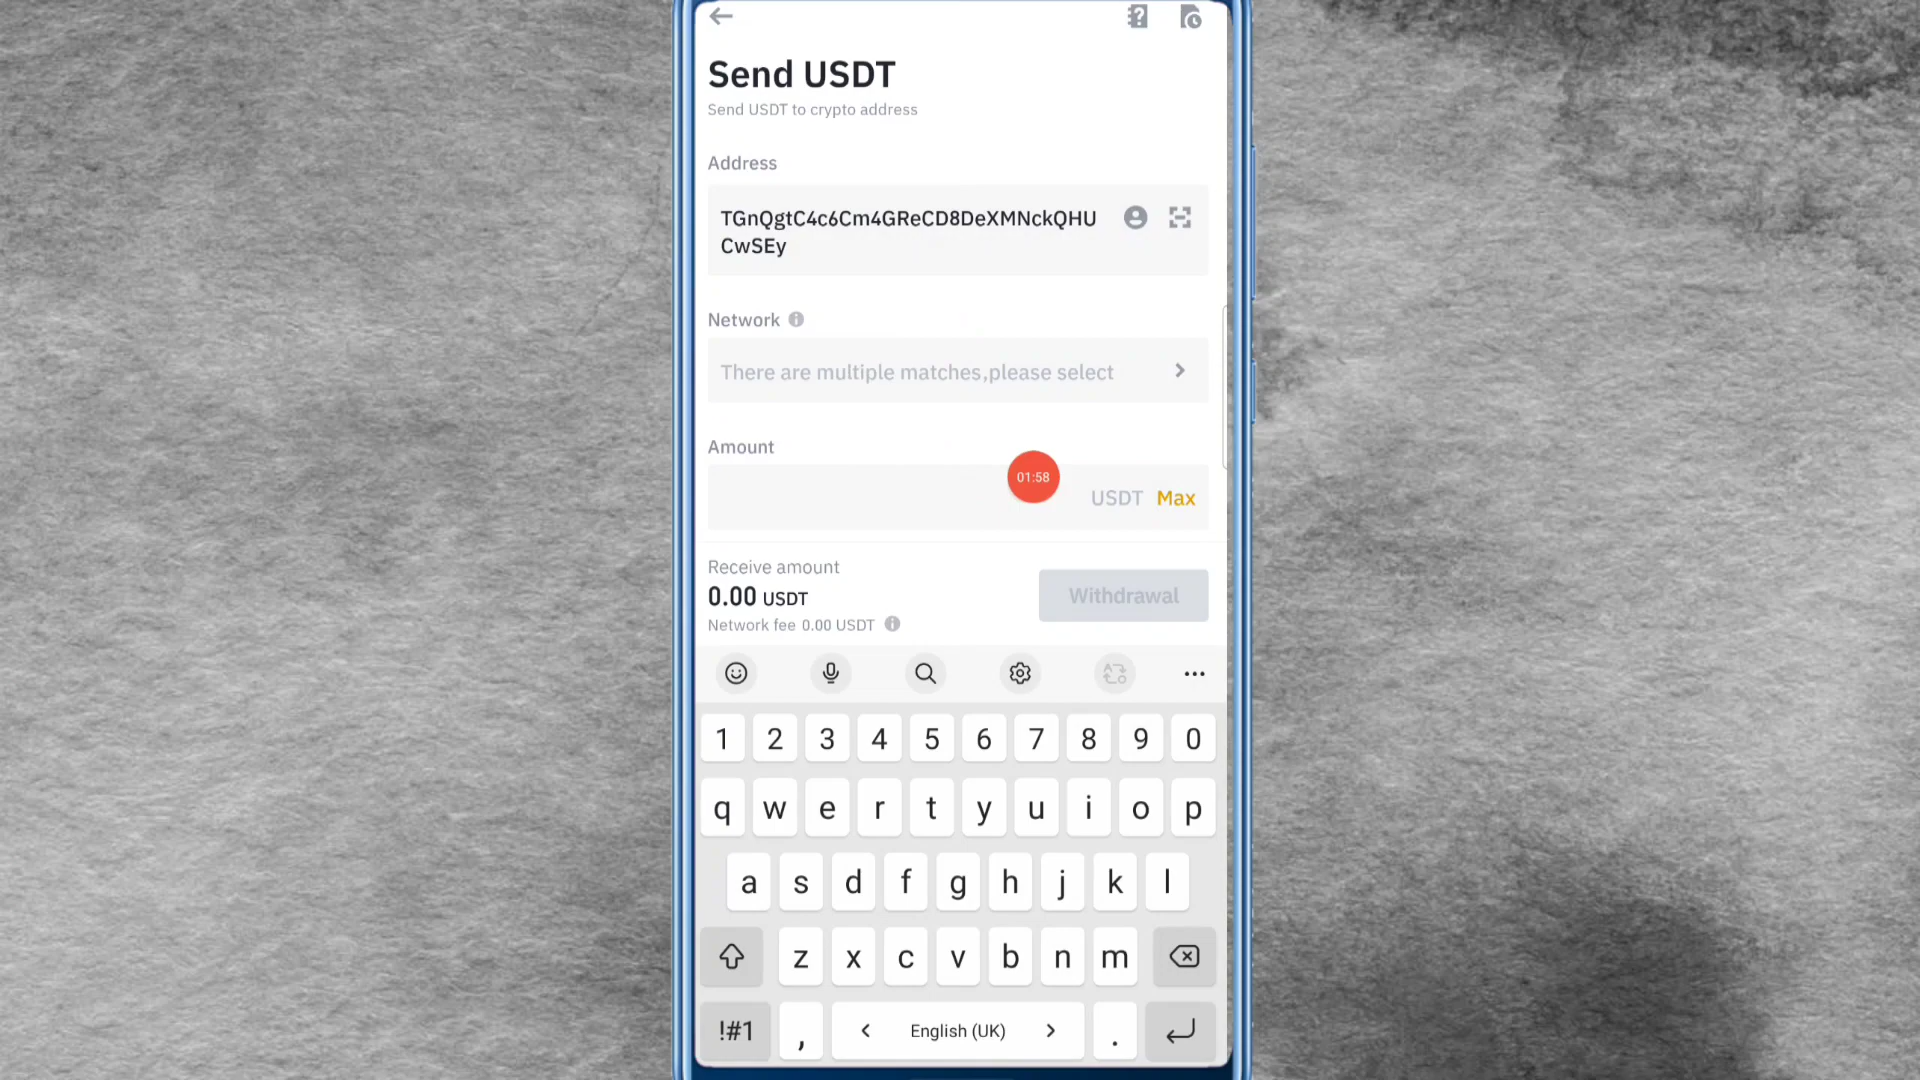 Send USDT
Send USDT to crypto address
Address
TGnQgtC4c6Cm4GReCD8DeXMNckQHU
CwSEy
Network
There are multiple matches,please select
Amount
01:58
USDT Max
Receive amount
0.00 USDT
Withdrawal
Network fee 0.00 USDT
1 2 3 4 5 6 7 8 9 0
q w e r t y u i o p
a s d f g h j k l
z x c v b n m
!#1 , < English (UK) > .